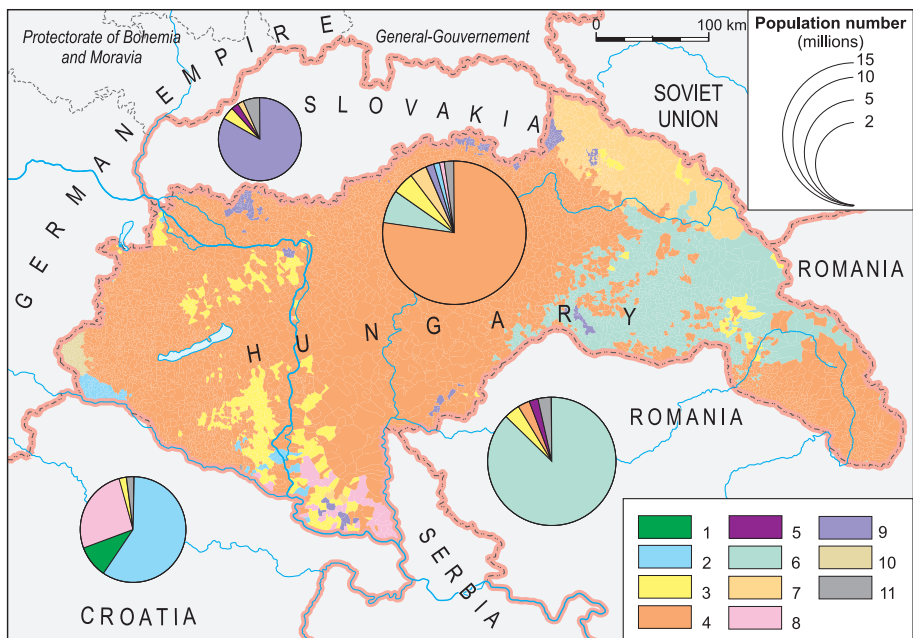 Protectorate of Bohemia
and Moravia
General-Gouvernement
0
100 km
Population number
(millions)
15
10
5
2
GERMAN EMPIRE
SLOVAKIA
SOVIET
UNION
HUNGARY
ROMANIA
ROMANIA
CROATIA
SERBIA
1
2
3
4
5
6
7
8
9
10
11